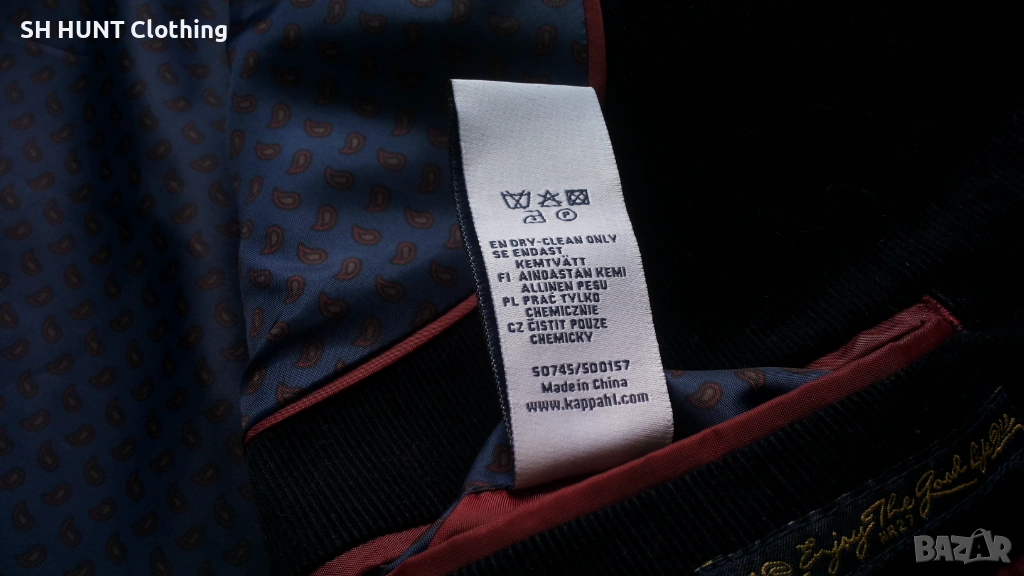 SH HUNT Clothing
EN DRY-CLEAN ONLY
SE ENDAST
KEMTVÄTT
FI AINOASTAN KEMI
ALLINEN PESU
PL PRAĆ TYLKO
CHEMICZNIE
CZ ČISTIT POUZE
CHEMICKY
50745/500157
Made in China
www.kappahl.com
Enjoy The Good Life
BAZAR